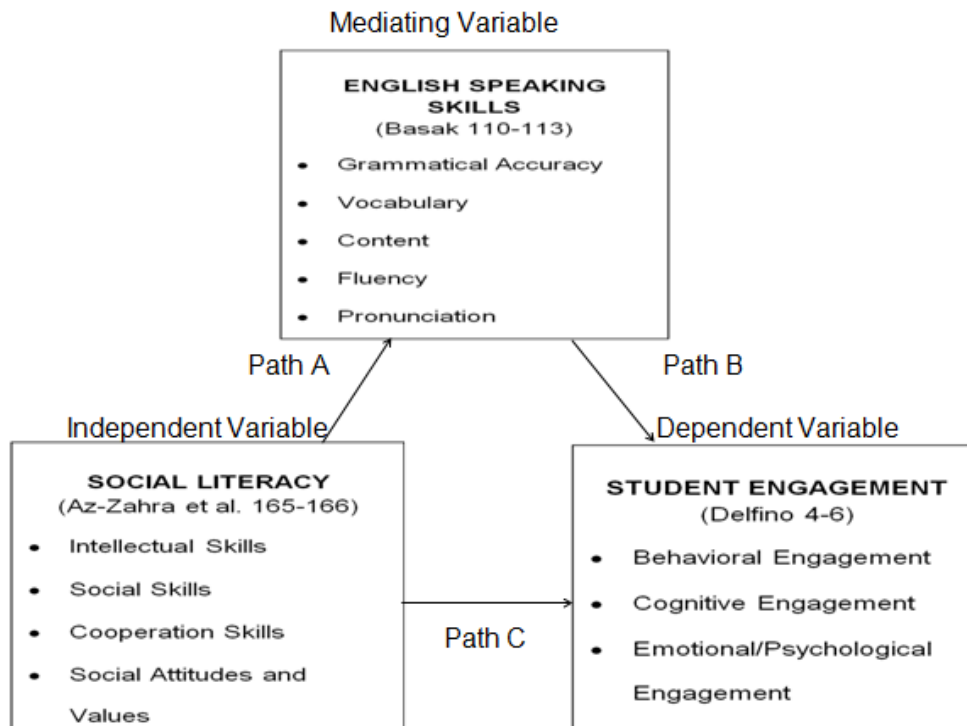 Mediating Variable
ENGLISH SPEAKING
SKILLS
(Basak 110-113)
• Grammatical Accuracy
• Vocabulary
• Content
• Fluency
• Pronunciation
Path A
Path B
Independent Variable
SOCIAL LITERACY
(Az-Zahra et al. 165-166)
• Intellectual Skills
• Social Skills
• Cooperation Skills
• Social Attitudes and
Values
Path C
Dependent Variable
STUDENT ENGAGEMENT
(Delfino 4-6)
• Behavioral Engagement
• Cognitive Engagement
• Emotional/Psychological
Engagement